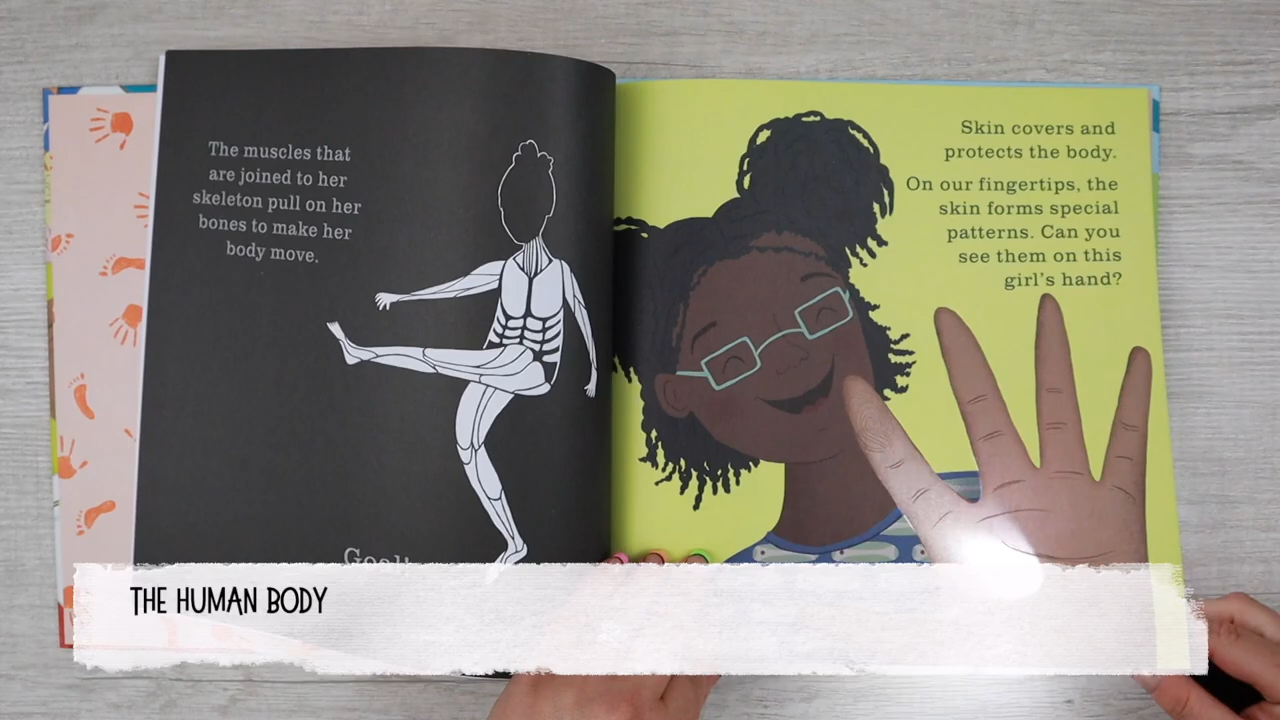 The muscles that
are joined to her
skeleton pull on her
bones to make her
body move.
Skin covers and
protects the body.
On our fingertips, the
skin forms special
patterns. Can you
see them on this
girl's hand?
THE HUMAN BODY